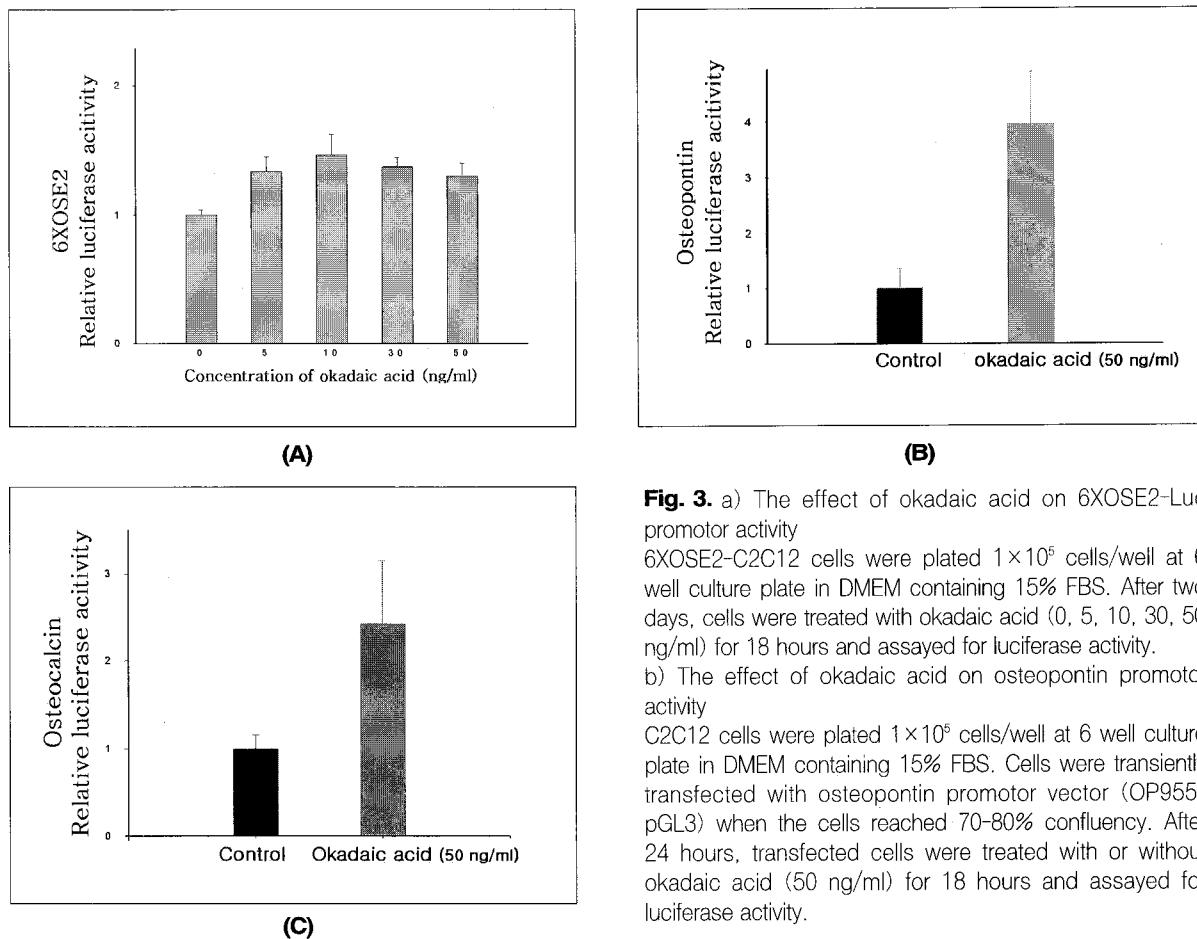 6XOSE2
Relative luciferase acitivity
2
1
0
0 5 10 30 50
Concentration of okadaic acid (ng/ml)
(A)
Osteopontin
Relative luciferase activity
4
3
2
1
0
Control okadaic acid (50 ng/ml)
(B)
Osteocalcin
Relative luciferase acitivity
3
2
1
0
Control Okadaic acid (50 ng/ml)
(C)
Fig. 3. a) The effect of okadaic acid on 6XOSE2-Luc
promotor activity
6XOSE2-C2C12 cells were plated 1×10⁵ cells/well at 6
well culture plate in DMEM containing 15% FBS. After two
days, cells were treated with okadaic acid (0, 5, 10, 30, 50
ng/ml) for 18 hours and assayed for luciferase activity.
b) The effect of okadaic acid on osteopontin promoto
activity
C2C12 cells were plated 1×10⁵ cells/well at 6 well culture
plate in DMEM containing 15% FBS. Cells were transientl
transfected with osteopontin promotor vector (OP955
pGL3) when the cells reached 70-80% confluency. Afte
24 hours, transfected cells were treated with or withou
okadaic acid (50 ng/ml) for 18 hours and assayed fo
luciferase activity.